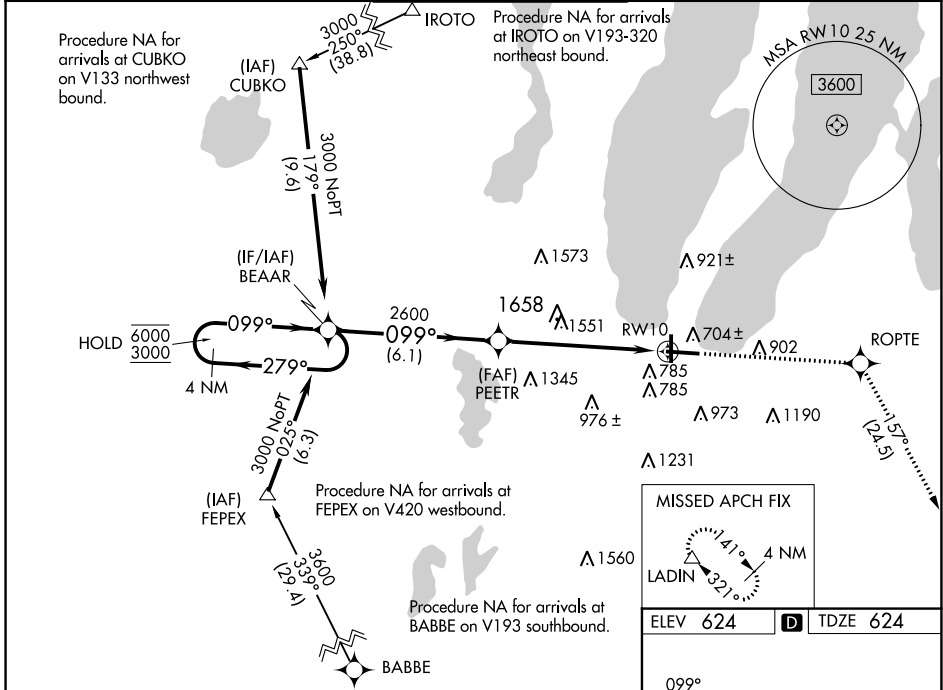 Procedure NA for
arrivals at CUBKO
on V133 northwest
bound.
IROTO
3000
250°
(38.8)
Procedure NA for arrivals
at IROTO on V193-320
northeast bound.
MSA RW10 25 NM
3600
(IAF)
CUBKO
3000 NoPT
179°
(9.6)
(IF/IAF)
BEAAR
HOLD
6000
3000
099°
279°
4 NM
2600
099°
(6.1)
1573
1658
1551
921±
RW10
704±
902
ROPTE
(FAF)
PEETR
1345
785
785
976 ±
973
1190
157°
(24.5)
1231
3000 NoPT
025°
(6.3)
(IAF)
FEPEX
Procedure NA for arrivals at
FEPEX on V420 westbound.
1560
MISSED APCH FIX
141°
4 NM
LADIN
321°
3600
339°
(29.4)
Procedure NA for arrivals at
BABBE on V193 southbound.
BABBE
ELEV 624 D TDZE 624
099°